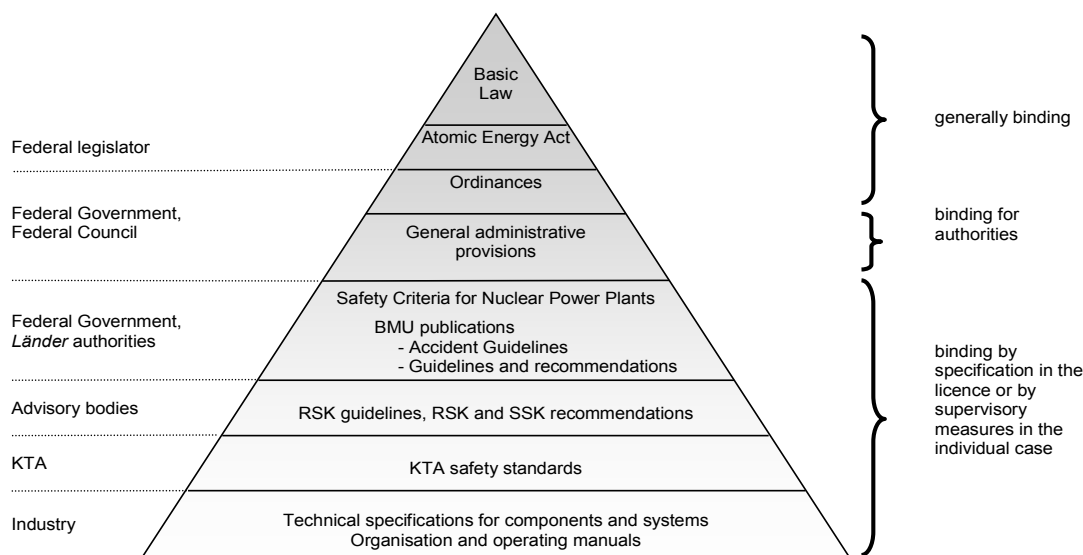 Basic
Law
Atomic Energy Act
Federal legislator
Ordinances
Federal Government,
Federal Council
General administrative
provisions
Safety Criteria for Nuclear Power Plants
BMU publications
- Accident Guidelines
- Guidelines and recommendations
Federal Government,
Länder authorities
Advisory bodies
RSK guidelines, RSK and SSK recommendations
KTA
KTA safety standards
Industry
Technical specifications for components and systems
Organisation and operating manuals
generally binding
binding for
authorities
binding by
specification in the
licence or by
supervisory
measures in the
individual case